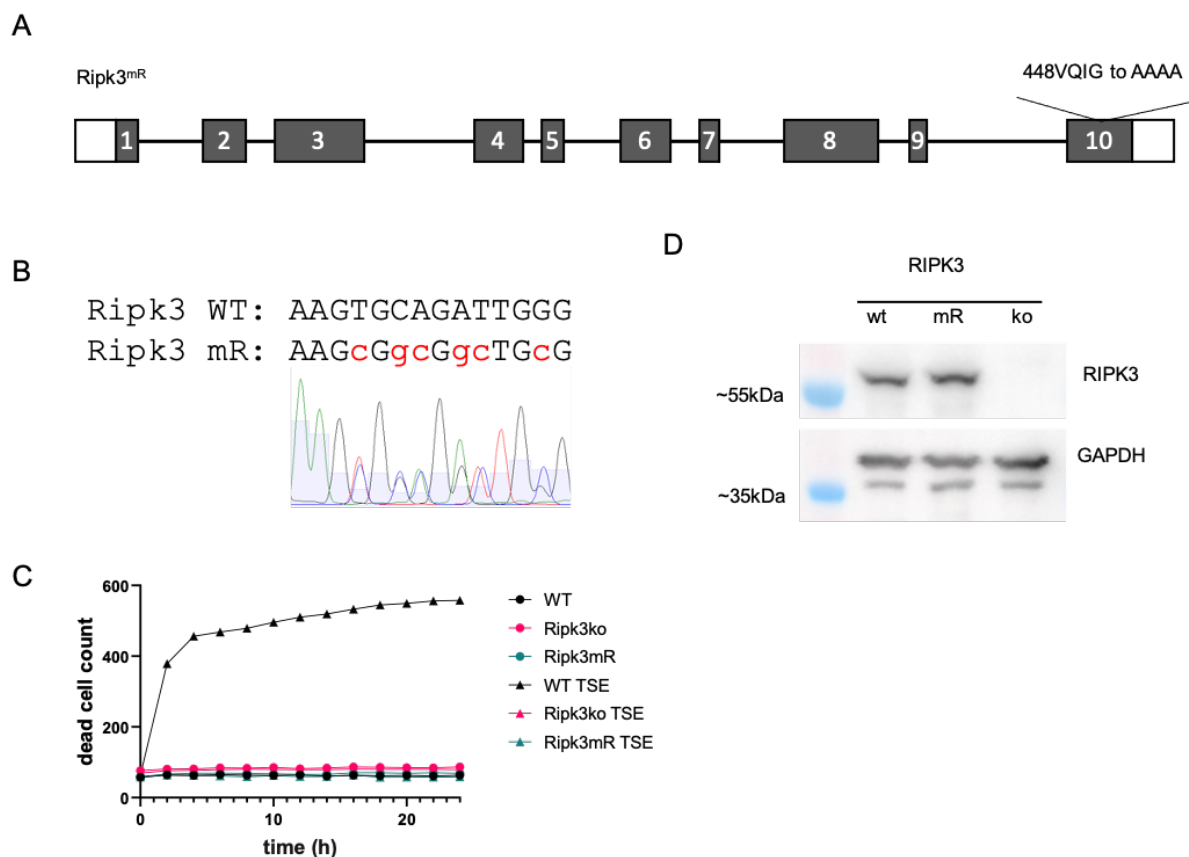 A
Ripk3mR
448VQIG to AAAA
1 2 3 4 5 6 7 8 9 10
B
Ripk3 WT: AAGTGCAGATTGGG
Ripk3 mR: AAGcGgcGgcTGcG
C
600
400
200
0
dead cell count
0 20
time (h)
WT
Ripk3ko
Ripk3mR
WT TSE
Ripk3ko TSE
Ripk3mR TSE
D
RIPK3
wt mR ko
~55kDa
RIPK3
GAPDH
~35kDa